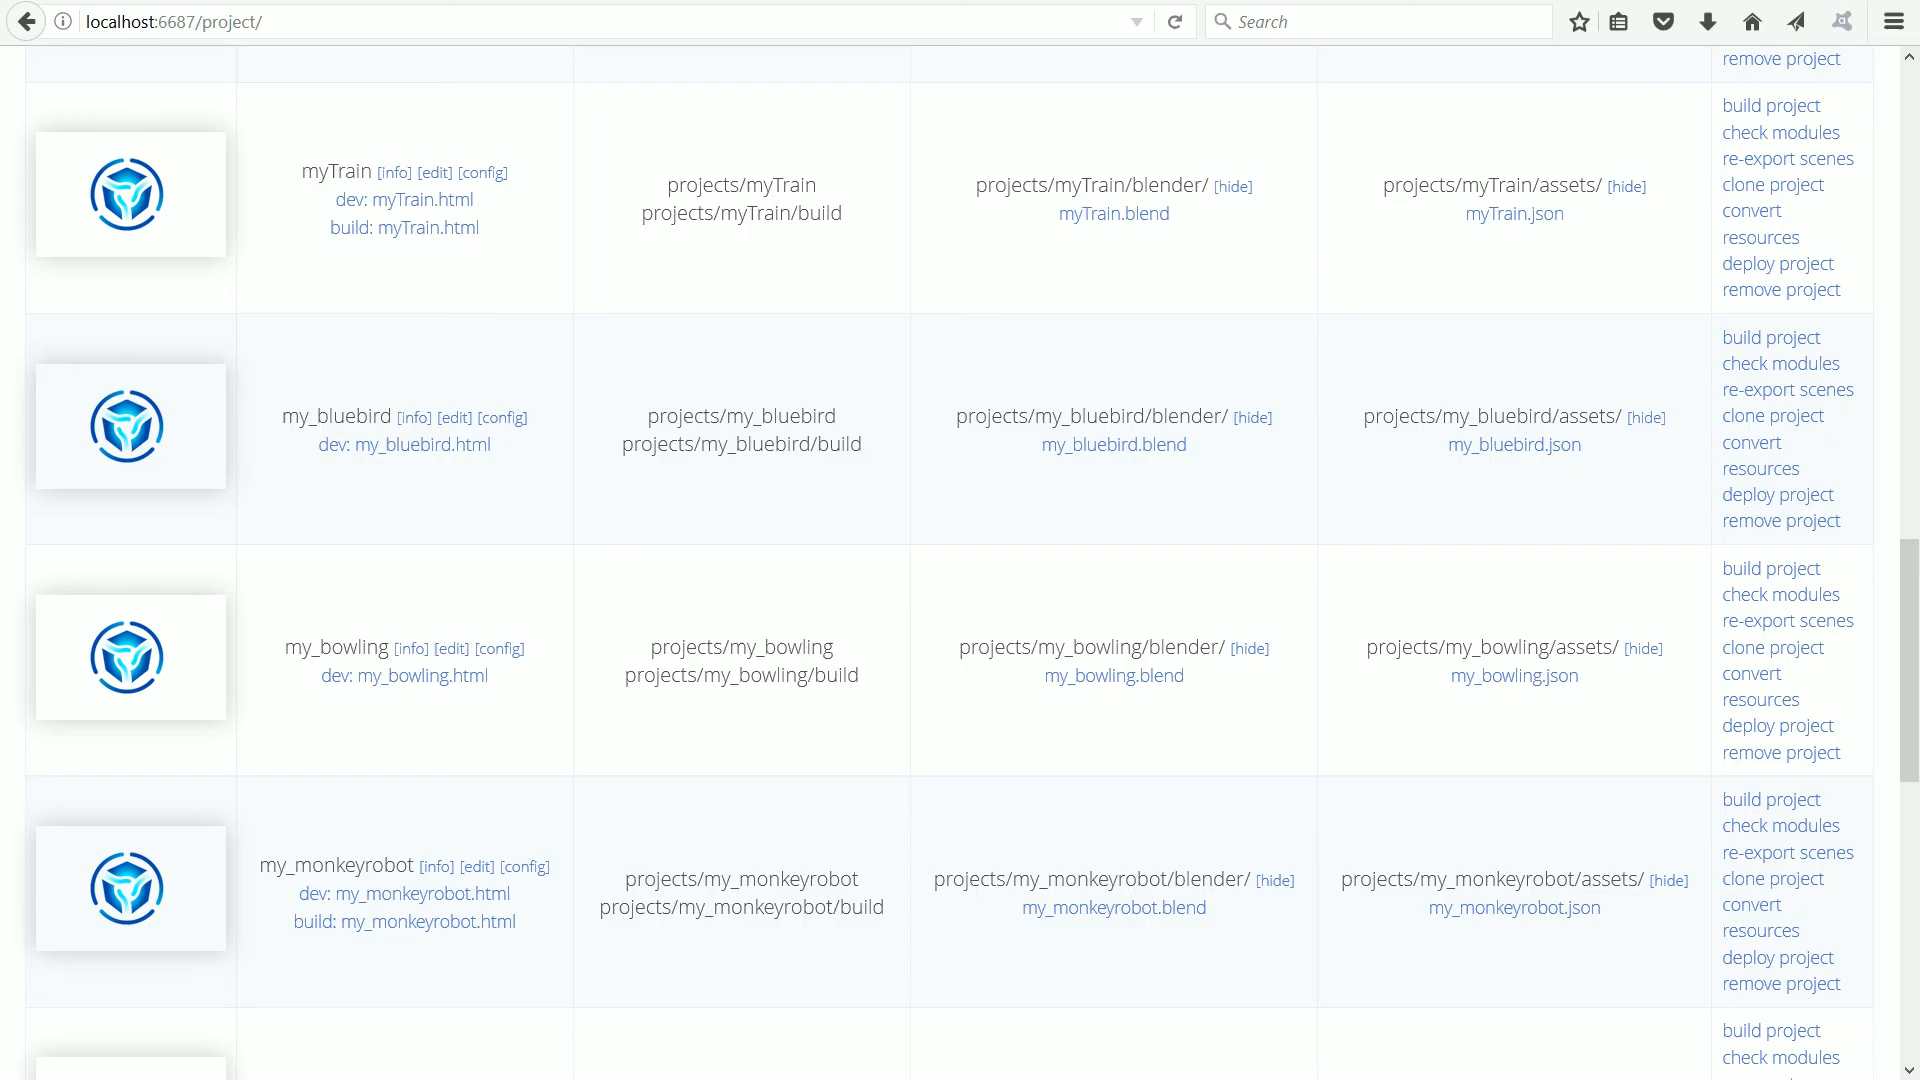 localhost:6687/project/
Search
remove project
myTrain [info] [edit] [config]
dev: myTrain.html
build: myTrain.html
projects/myTrain
projects/myTrain/build
projects/myTrain/blender/ [hide]
myTrain.blend
projects/myTrain/assets/ [hide]
myTrain.json
build project
check modules
re-export scenes
clone project
convert
resources
deploy project
remove project
my_bluebird [info] [edit] [config]
dev: my_bluebird.html
projects/my_bluebird
projects/my_bluebird/build
projects/my_bluebird/blender/ [hide]
my_bluebird.blend
projects/my_bluebird/assets/ [hide]
my_bluebird.json
build project
check modules
re-export scenes
clone project
convert
resources
deploy project
remove project
my_bowling [info] [edit] [config]
dev: my_bowling.html
projects/my_bowling
projects/my_bowling/build
projects/my_bowling/blender/ [hide]
my_bowling.blend
projects/my_bowling/assets/ [hide]
my_bowling.json
build project
check modules
re-export scenes
clone project
convert
resources
deploy project
remove project
my_monkeyrobot [info] [edit] [config]
dev: my_monkeyrobot.html
build: my_monkeyrobot.html
projects/my_monkeyrobot
projects/my_monkeyrobot/build
projects/my_monkeyrobot/blender/ [hide]
my_monkeyrobot.blend
projects/my_monkeyrobot/assets/ [hide]
my_monkeyrobot.json
build project
check modules
re-export scenes
clone project
convert
resources
deploy project
remove project
build project
check modules